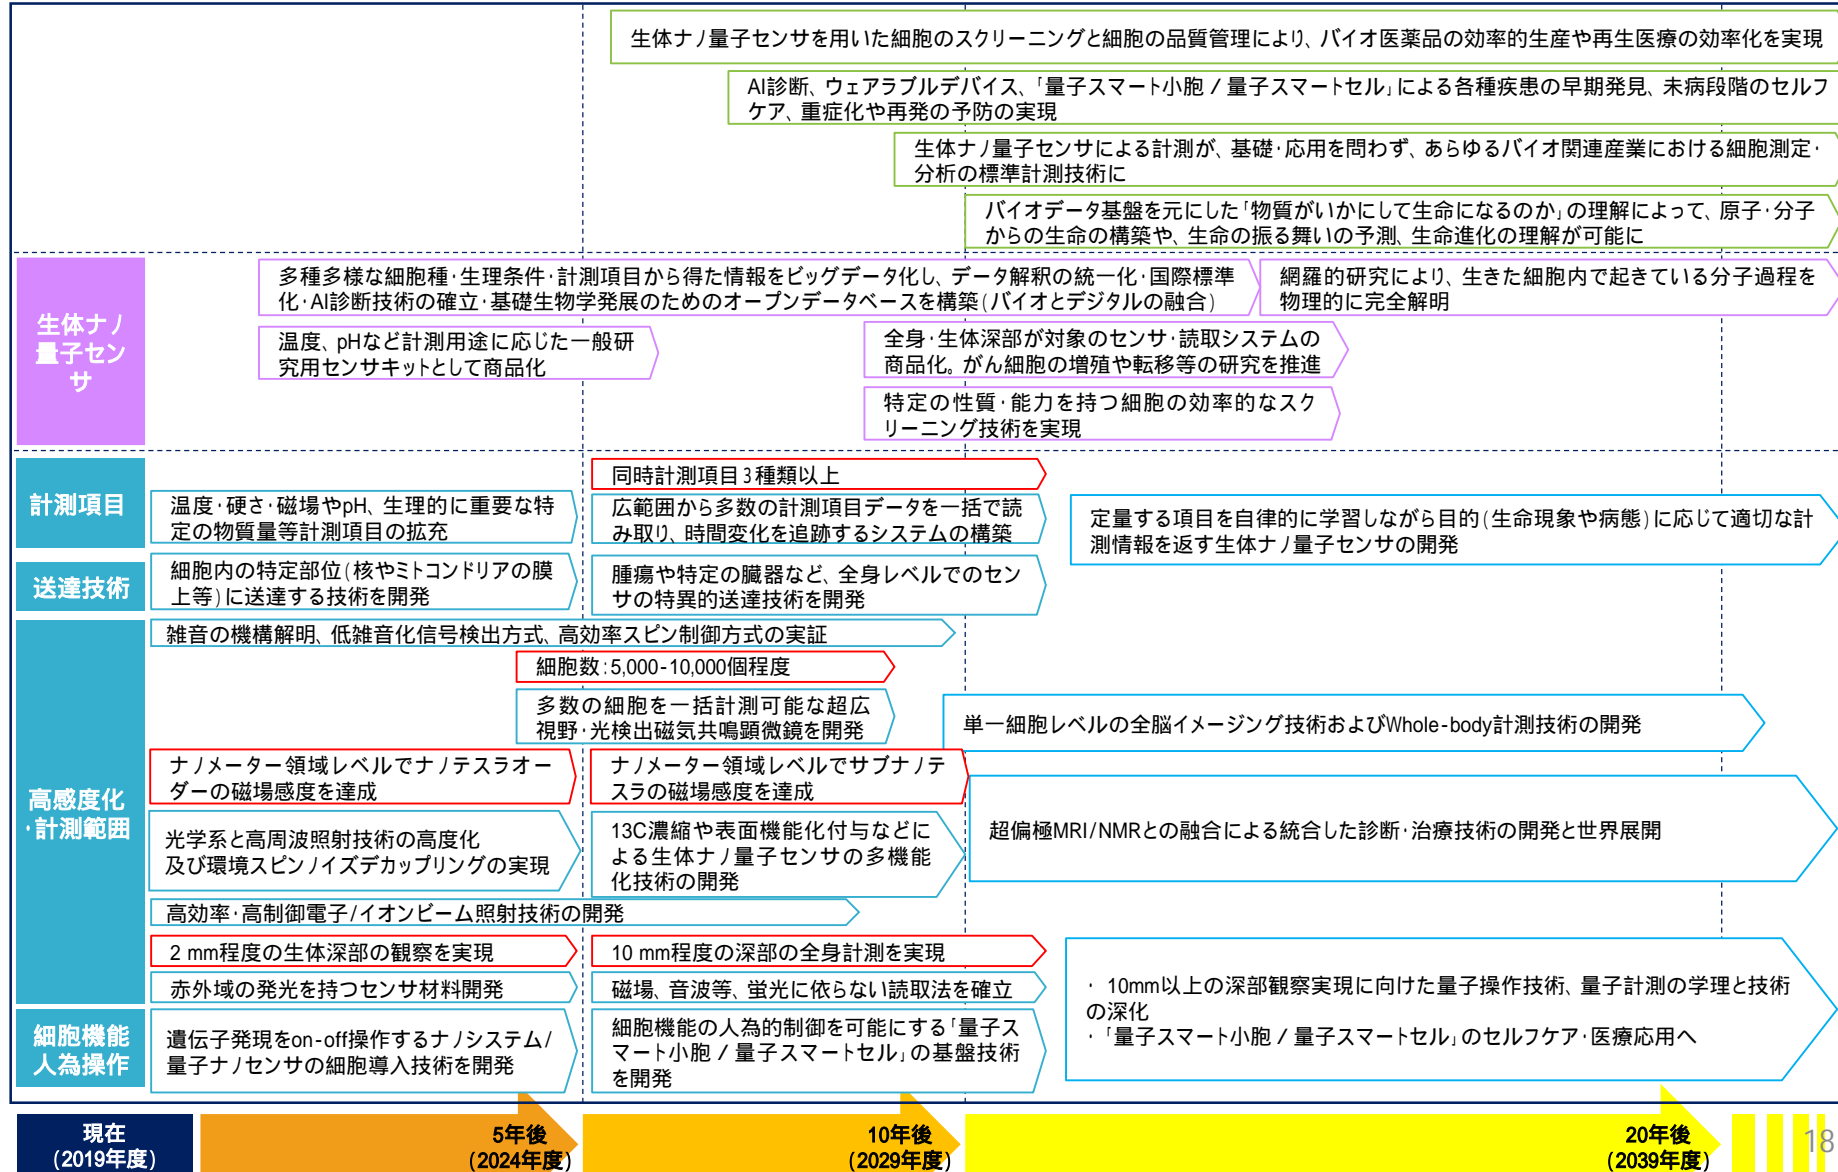 生体ナノ量子センサを用いた細胞のスクリーニングと細胞の品質管理により、バイオ医薬品の効率的生産や再生医療の効率化を実現
AI診断、ウェアラブルデバイス、「量子スマート小胞 / 量子スマートセル」による各種疾患の早期発見、未病段階のセルフ
ケア、重症化や再発の予防の実現
生体ナノ量子センサによる計測が、基礎・応用を問わず、あらゆるバイオ関連産業における細胞測定・
分析の標準計測技術に
バイオデータ基盤を元にした「物質がいかにして生命になるのか」の理解によって、原子・分子
からの生命の構築や、生命の振る舞いの予測、生命進化の理解が可能に
生体ナノ
量子セン
サ
多種多様な細胞種・生理条件・計測項目から得た情報をビッグデータ化し、データ解釈の統一化・国際標準
化・AI診断技術の確立・基礎生物学発展のためのオープンデータベースを構築(バイオとデジタルの融合)
網羅的研究により、生きた細胞内で起きている分子過程を
物理的に完全解明
温度、pHなど計測用途に応じた一般研
究用センサキットとして商品化
全身・生体深部が対象のセンサ・読取システムの
商品化。がん細胞の増殖や転移等の研究を推進
特定の性質・能力を持つ細胞の効率的なスク
リーニング技術を実現
計測項目
同時計測項目3種類以上
温度・硬さ・磁場やpH、生理的に重要な特
定の物質量等計測項目の拡充
広範囲から多数の計測項目データを一括で読
み取り、時間変化を追跡するシステムの構築
定量する項目を自律的に学習しながら目的(生命現象や病態)に応じて適切な計
測情報を返す生体ナノ量子センサの開発
送達技術
細胞内の特定部位(核やミトコンドリアの膜
上等)に送達する技術を開発
腫瘍や特定の臓器など、全身レベルでのセン
サの特異的送達技術を開発
高感度化
・計測範囲
雑音の機構解明、低雑音化信号検出方式、高効率スピン制御方式の実証
細胞数:5,000-10,000個程度
多数の細胞を一括計測可能な超広
視野・光検出磁気共鳴顕微鏡を開発
単一細胞レベルの全脳イメージング技術およびWhole-body計測技術の開発
ナノメーター領域レベルでナノテスラオー
ダーの磁場感度を達成
ナノメーター領域レベルでサブナノテ
スラの磁場感度を達成
光学系と高周波照射技術の高度化
及び環境スピンノイズデカップリングの実現
13C濃縮や表面機能化付与などに
よる生体ナノ量子センサの多機能
化技術の開発
超偏極MRI/NMRとの融合による統合した診断・治療技術の開発と世界展開
高効率・高制御電子/イオンビーム照射技術の開発
2 mm程度の生体深部の観察を実現
10 mm程度の深部の全身計測を実現
赤外域の発光を持つセンサ材料開発
磁場、音波等、蛍光に依らない読取法を確立
・ 10mm以上の深部観察実現に向けた量子操作技術、量子計測の学理と技術
の深化
・「量子スマート小胞 / 量子スマートセル」のセルフケア・医療応用へ
細胞機能
人為操作
遺伝子発現をon-off操作するナノシステム/
量子ナノセンサの細胞導入技術を開発
細胞機能の人為的制御を可能にする「量子ス
マート小胞 / 量子スマートセル」の基盤技術
を開発
現在
(2019年度)
5年後
(2024年度)
10年後
(2029年度)
20年後
(2039年度)
18